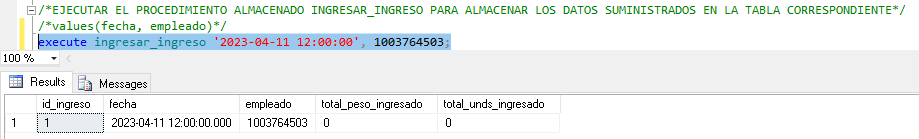 /*EJECUTAR EL PROCEDIMIENTO ALMACENADO INGRESAR_INGRESO PARA ALMACENAR LOS DATOS SUMINISTRADOS EN LA TABLA CORRESPONDIENTE*/
/*values(fecha, empleado)*/
execute ingresar_ingreso '2023-04-11 12:00:00', 1003764503;
100 %
Results Messages
id_ingreso fecha empleado total_peso_ingresado total_unds_ingresado
1 1 2023-04-11 12:00:00.000 1003764503 0 0